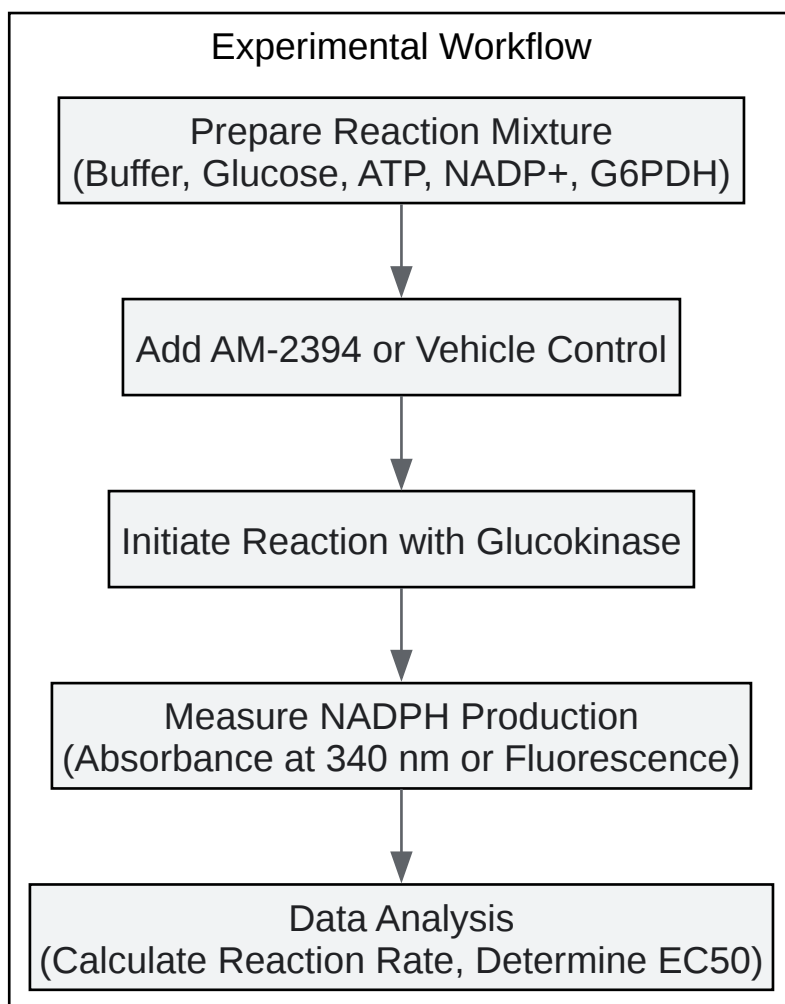 Experimental Workflow
Prepare Reaction Mixture
(Buffer, Glucose, ATP, NADP+, G6PDH)
Add AM-2394 or Vehicle Control
Initiate Reaction with Glucokinase
Measure NADPH Production
(Absorbance at 340 nm or Fluorescence)
Data Analysis
(Calculate Reaction Rate, Determine EC50)